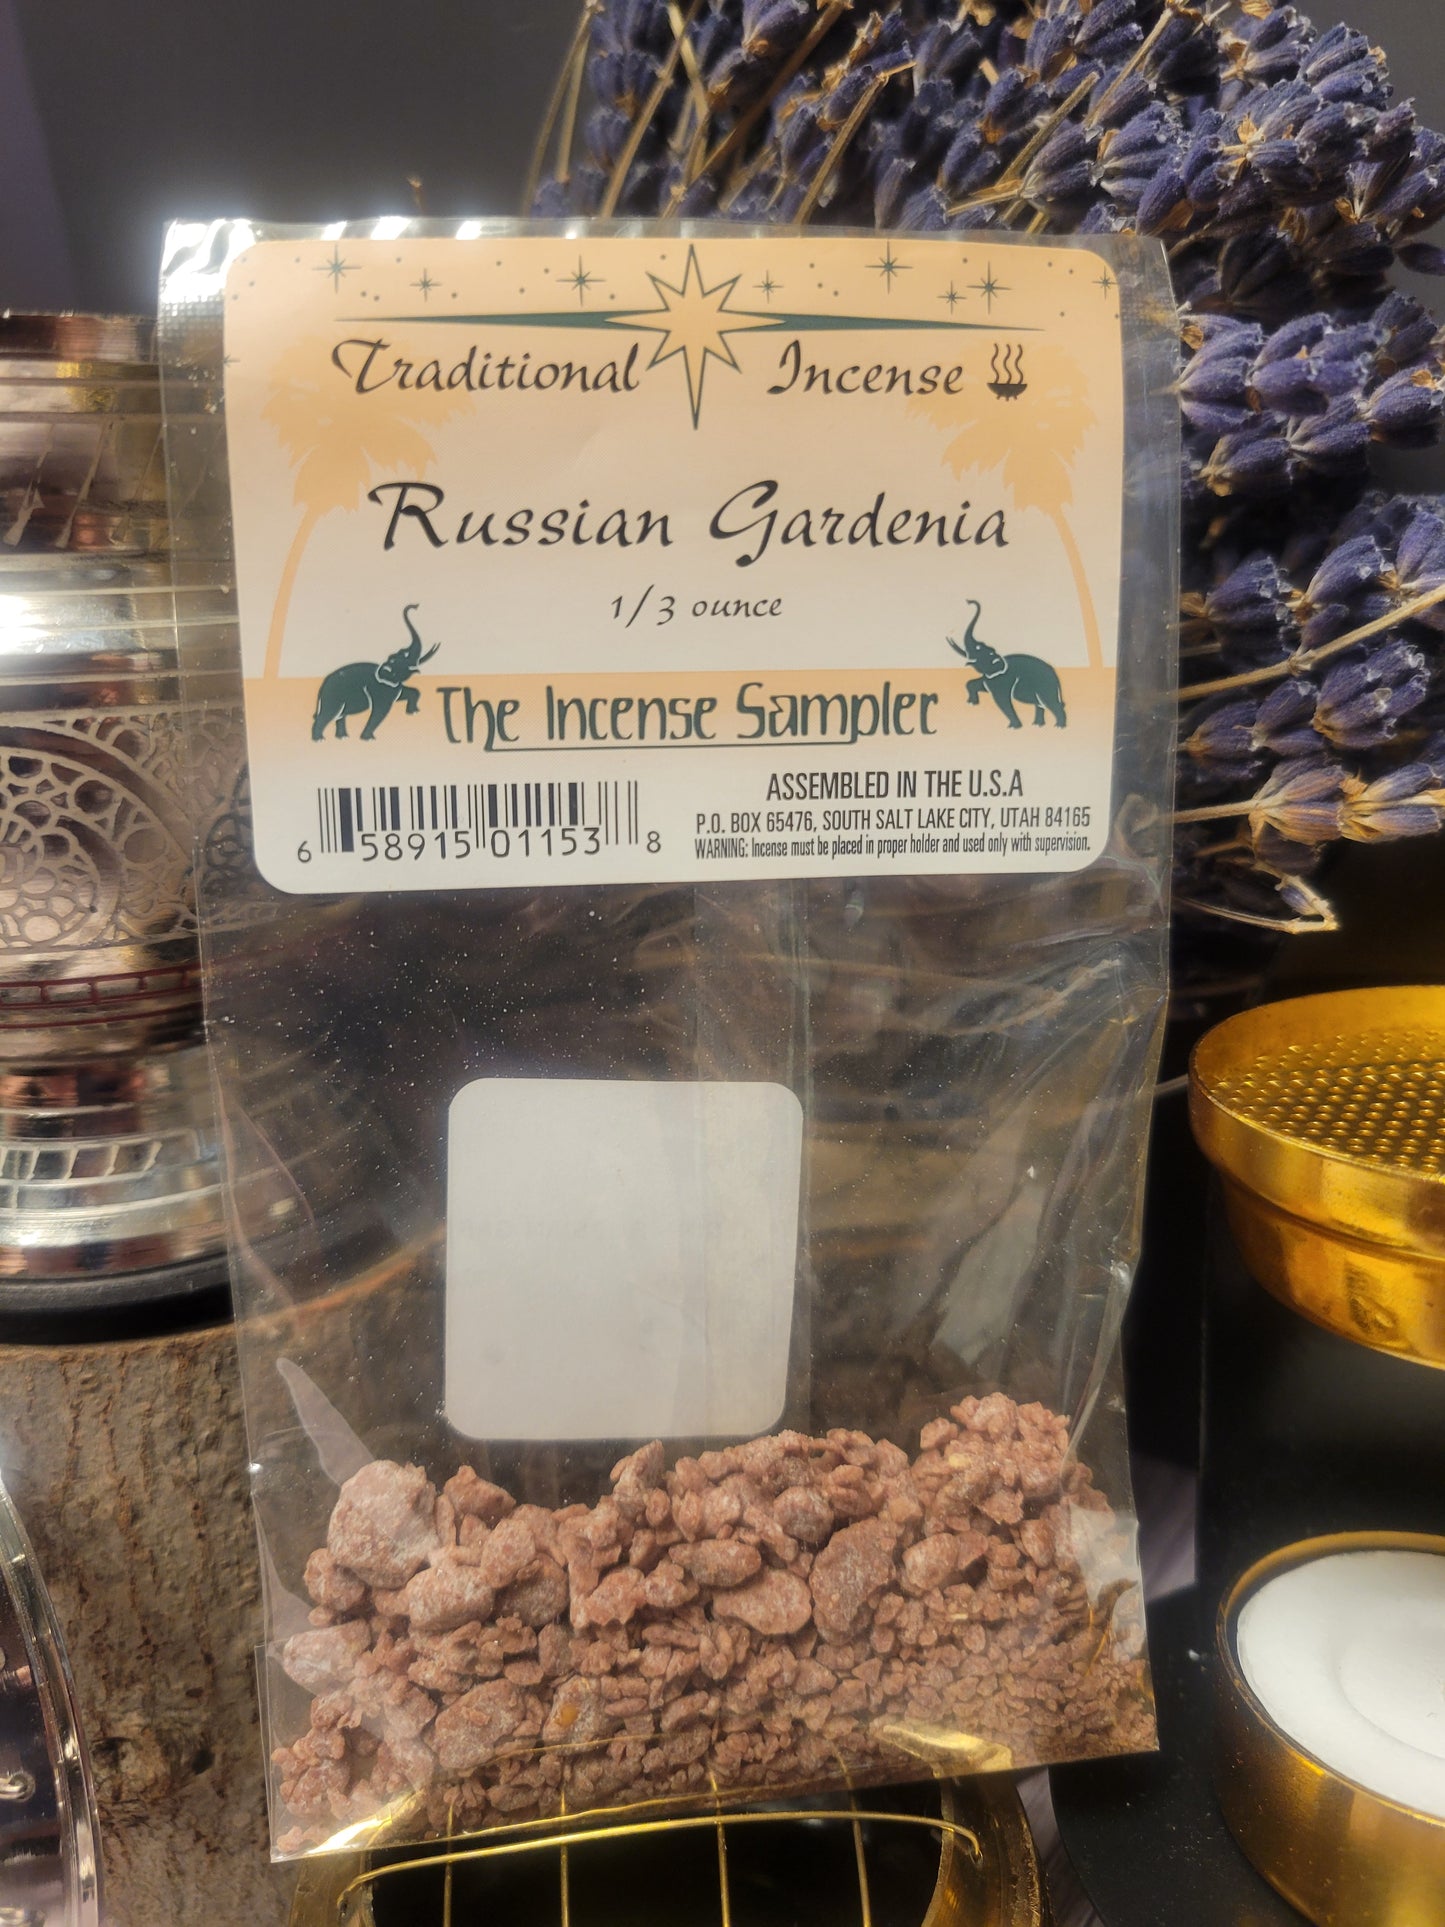 Traditional Incense
Russian Gardenia
1/3 ounce
The Incense Sampler
ASSEMBLED IN THE U.S.A
P.O. BOX 65476, SOUTH SALT LAKE CITY, UTAH 84165
WARNING: Incense must be placed in proper holder and used only with supervision.
6 58915 01153 8